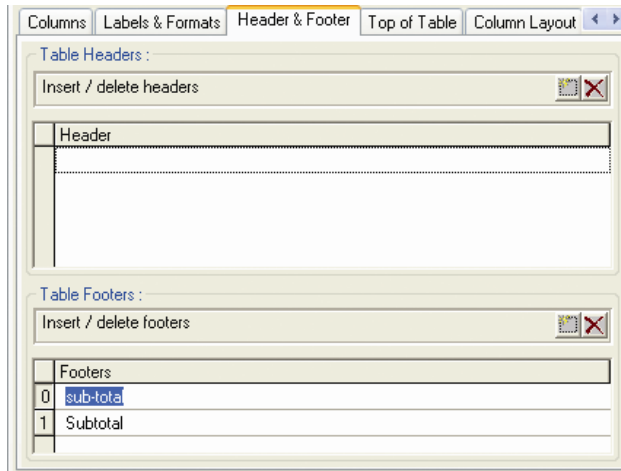 Columns Labels & Formats Header & Footer Top of Table Column Layout
Table Headers :
Insert / delete headers
Header
Table Footers :
Insert / delete footers
Footers
0 sub-total
1 Subtotal